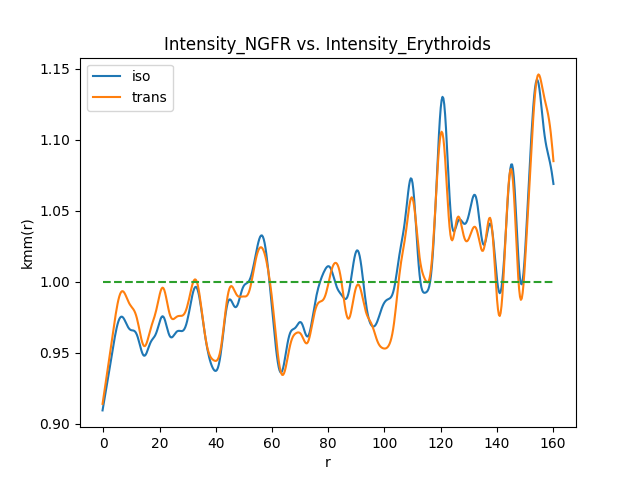 Intensity_NGFR vs. Intensity_Erythroids
iso
trans
1.15
1.10
1.05
1.00
0.95
0.90
kmm(r)
0 20 40 60 80 100 120 140 160
r